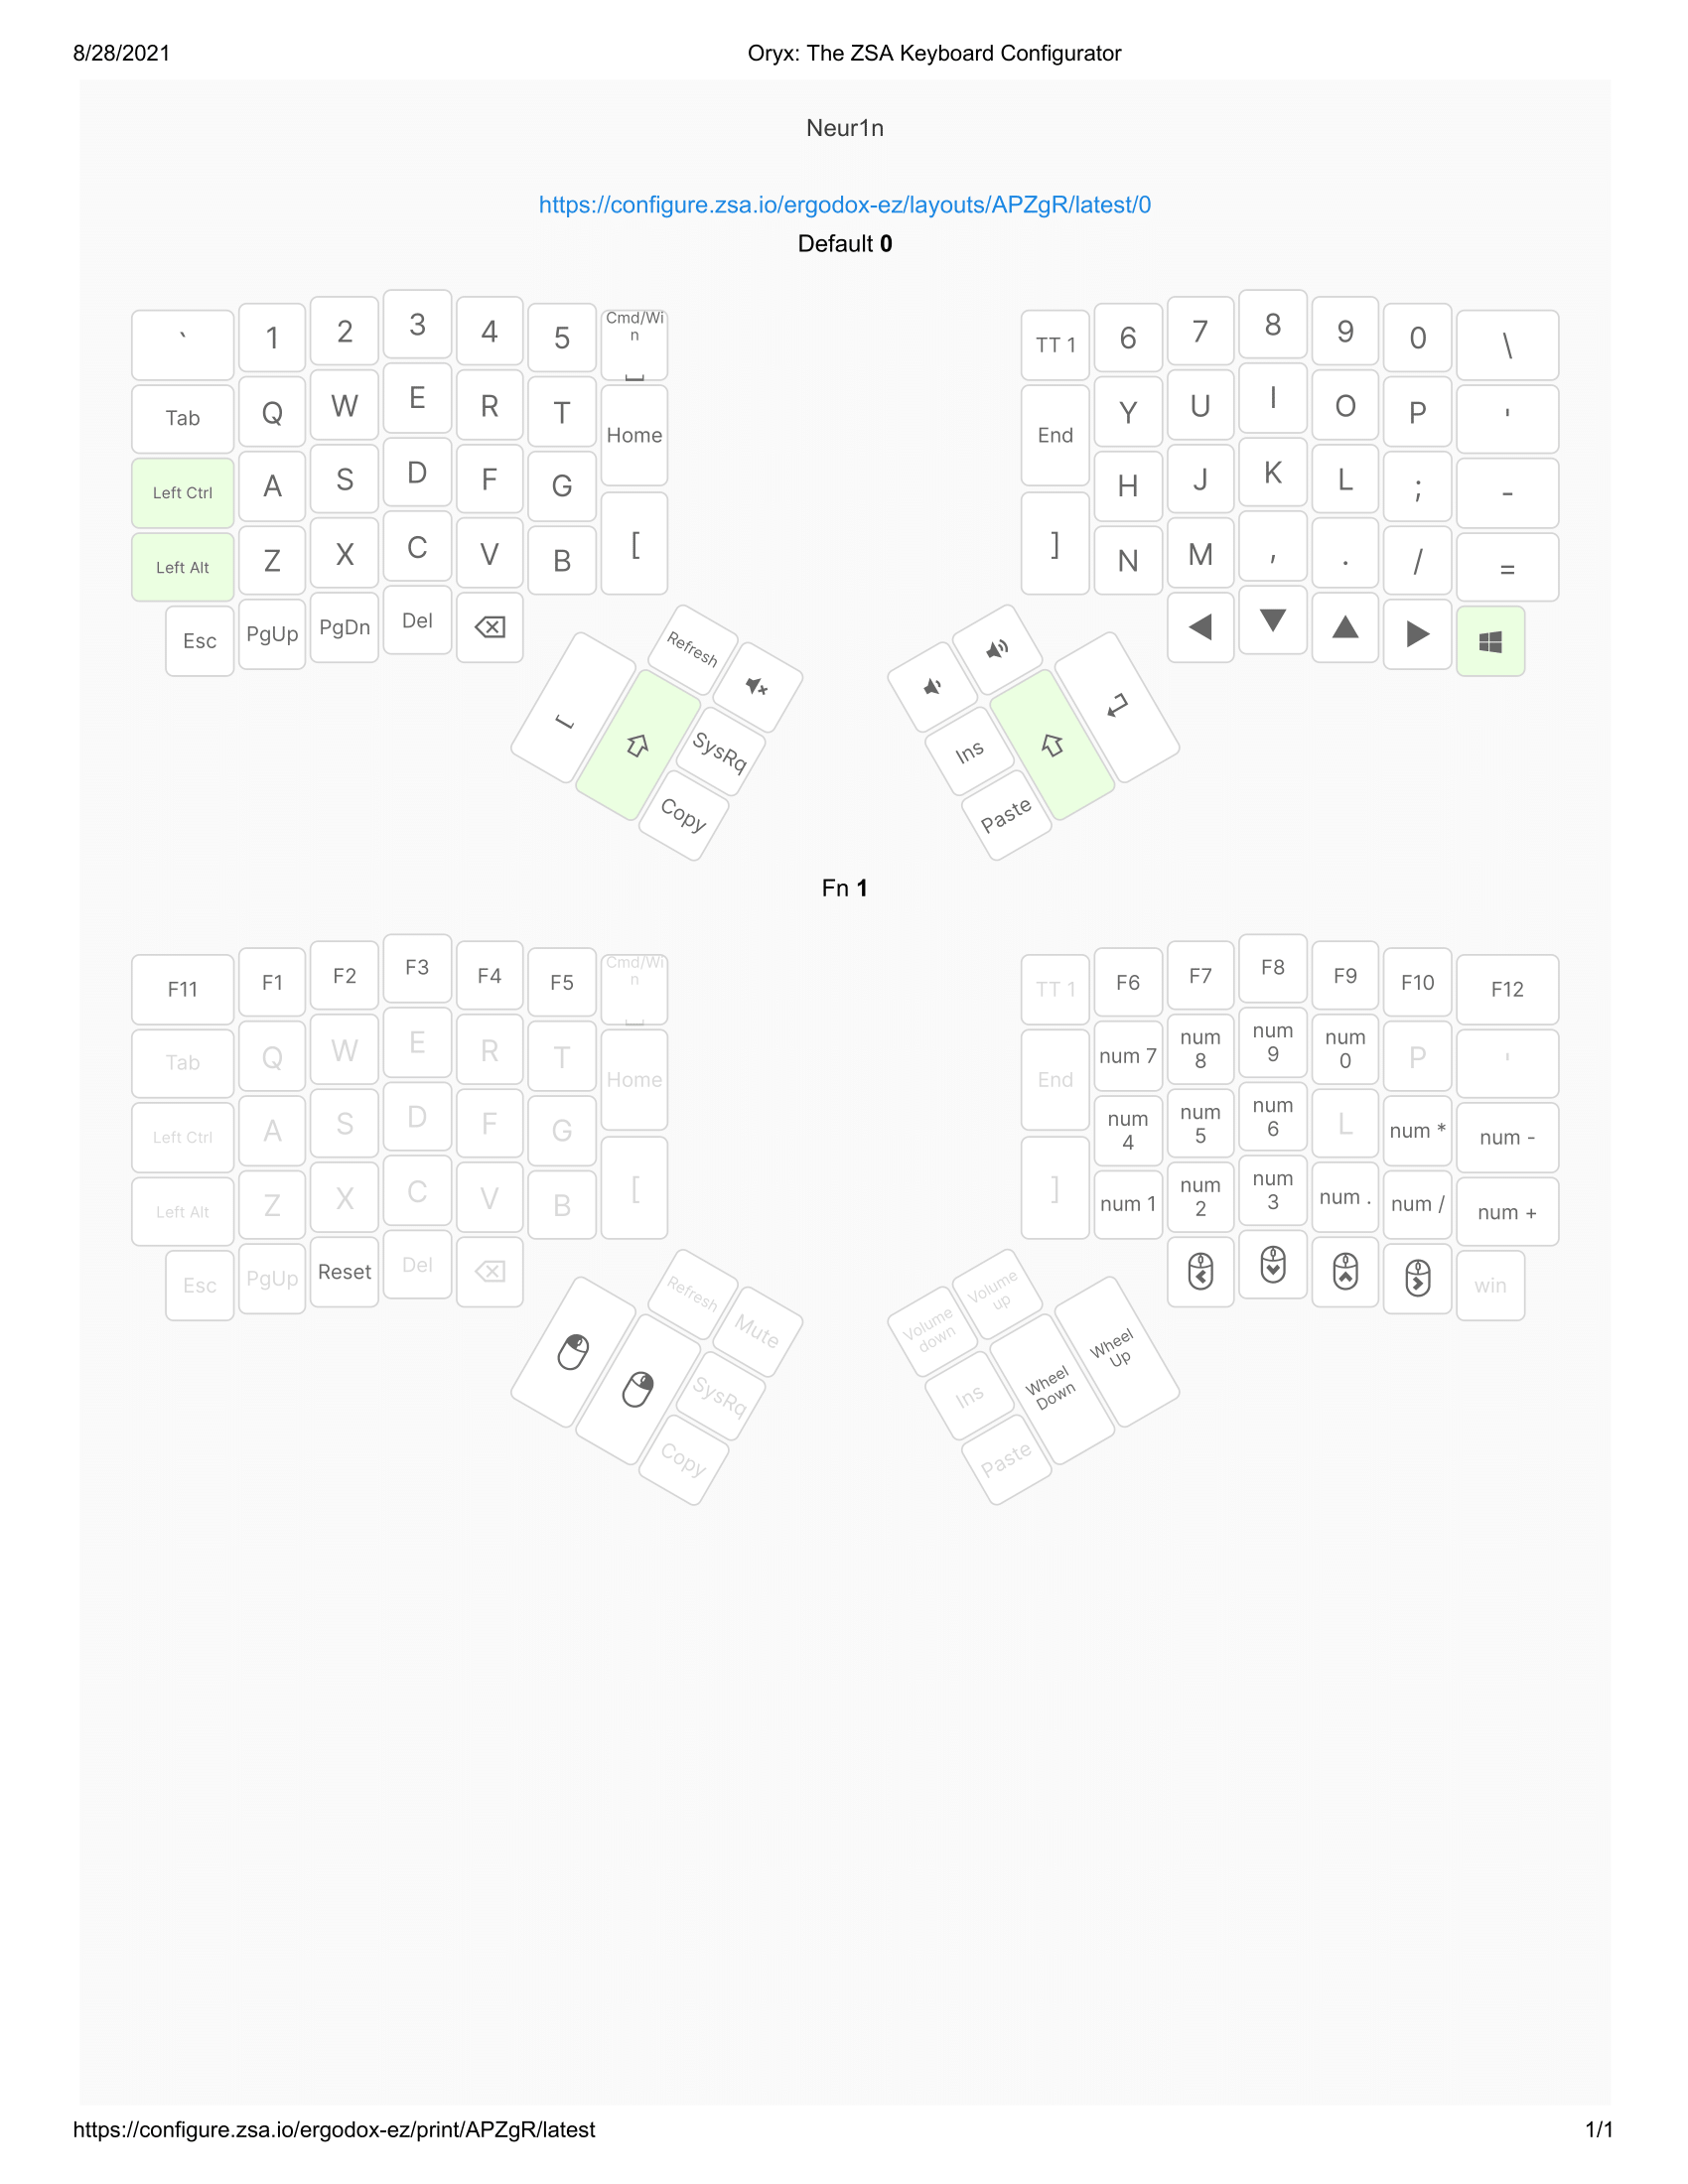 8/28/2021 Oryx: The ZSA Keyboard Configurator
Neur1n
https://configure.zsa.io/ergodox-ez/layouts/APZgR/latest/0
Default 0
` 1 2 3 4 5 Cmd/Wi
n
TT 1 6 7 8 9 0 \
Tab Q W E R T Home
End Y U I O P '
Left Ctrl A S D F G
H J K L ; -
Left Alt Z X C V B [
] N M , . / =
Esc PgUp PgDn Del
Refresh
SysRq
Copy
Ins
Paste
Fn 1
F11 F1 F2 F3 F4 F5 Cmd/Wi
n
TT 1 F6 F7 F8 F9 F10 F12
Tab Q W E R T Home
End num 7 num
8 num
9 num
0 P '
Left Ctrl A S D F G
num
4 num
5 num
6 L num * num -
Left Alt Z X C V B [
] num 1 num
2 num
3 num . num / num +
Esc PgUp Reset Del
win
Refresh
Mute
SysRq
Copy
Volume
down
Volume
up
Ins
Paste
Wheel
Down
Wheel
Up
https://configure.zsa.io/ergodox-ez/print/APZgR/latest 1/1